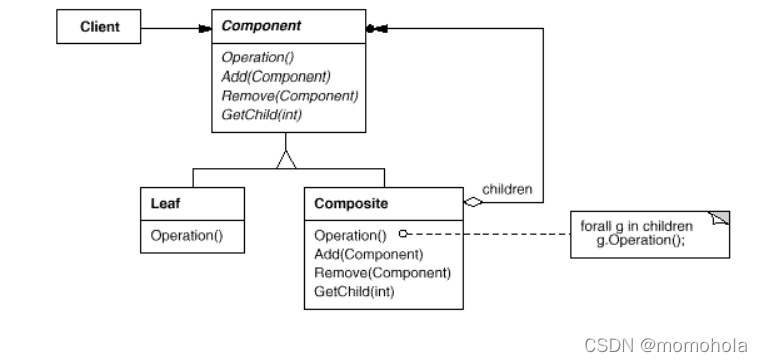 Client
Component
Operation()
Add(Component)
Remove(Component)
GetChild(int)
children
Leaf
Operation()
Composite
Operation()
Add(Component)
Remove(Component)
GetChild(int)
forall g in children
g.Operation();
CSDN @momohola